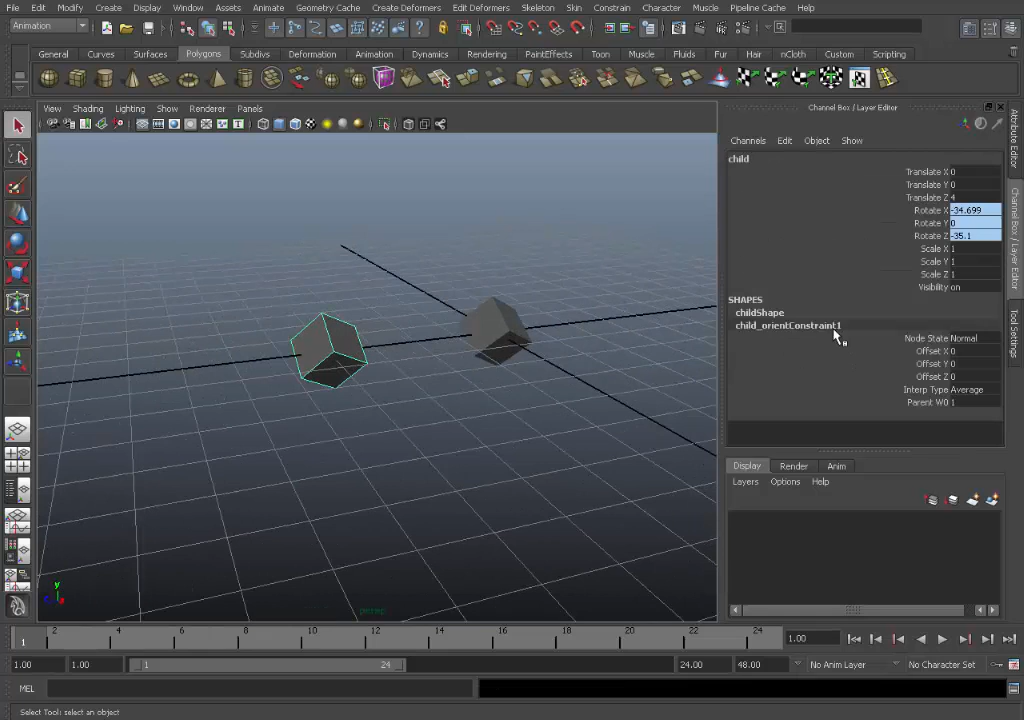 File Edit Modify Create Display Window Assets Animate Geometry Cache Create Deformers Edit Deformers Skeleton Skin Constrain Character Muscle Pipeline Cache Help
Animation
General Curves Surfaces Polygons Subdivs Deformation Animation Dynamics Rendering PaintEffects Toon Muscle Fluids Fur Hair nCloth Custom Scripting
View Shading Lighting Show Renderer Panels
Channel Box / Layer Editor
Channels Edit Object Show
child
Translate X 0
Translate Y 0
Translate Z 4
Rotate X -34.699
Rotate Y 0
Rotate Z -35.1
Scale X 1
Scale Y 1
Scale Z 1
Visibility on
SHAPES
childShape
child_orientConstraint1
Node State Normal
Offset X 0
Offset Y 0
Offset Z 0
Interp Type Average
Parent W0 1
Attribute Editor
Channel Box / Layer Editor
Tool Settings
Display Render Anim
Layers Options Help
y
persp
1 2 4 6 8 10 12 14 16 18 20 22 24
1.00
1.00 1.00 1 24 24.00 48.00 No Anim Layer No Character Set
MEL
Select Tool: select an object